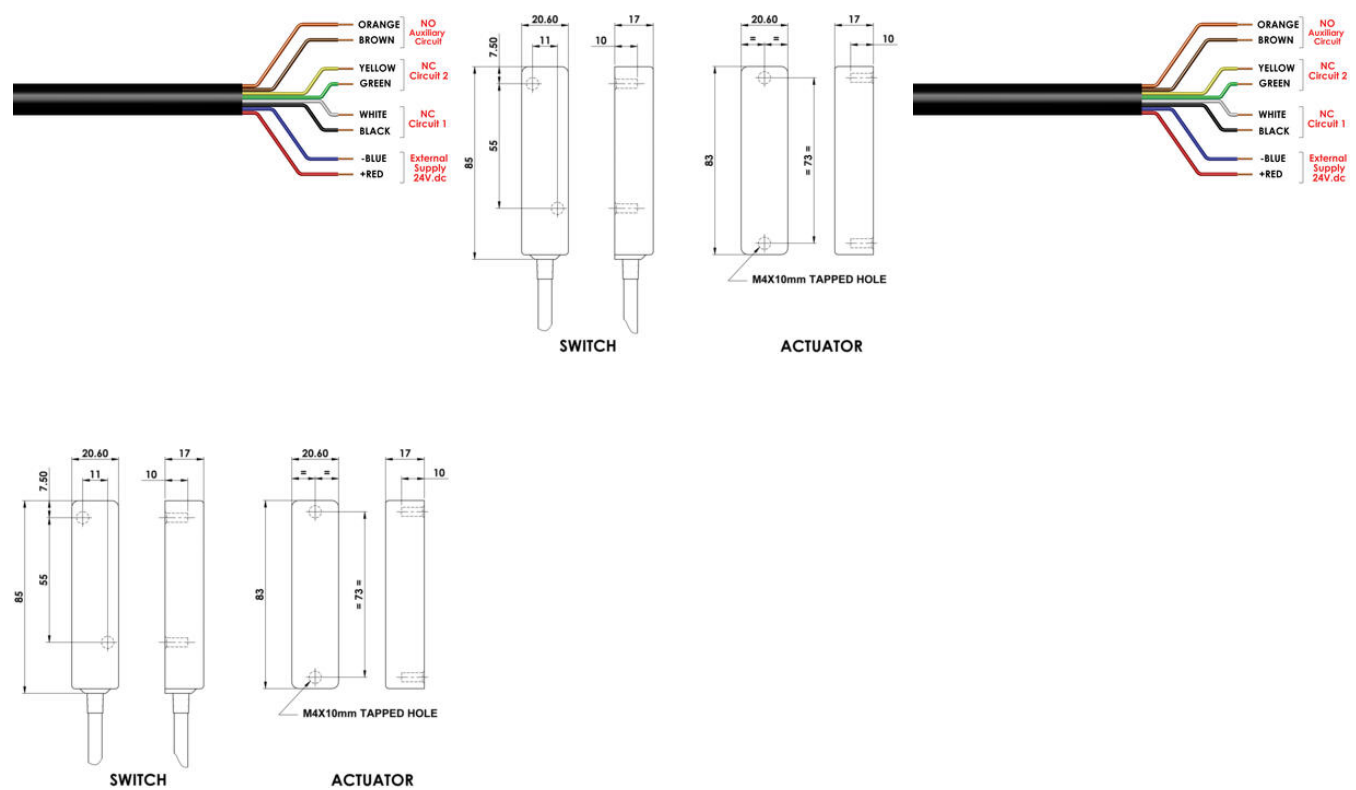 ORANGE
BROWN
NO
Auxiliary
Circuit
YELLOW
GREEN
NC
Circuit 2
WHITE
BLACK
NC
Circuit 1
-BLUE
+RED
External
Supply
24V.dc
20.60
11
7.50
55
85
17
10
SWITCH
20.60
= =
83
= 73 =
17
10
M4X10mm TAPPED HOLE
ACTUATOR
ORANGE
BROWN
NO
Auxiliary
Circuit
YELLOW
GREEN
NC
Circuit 2
WHITE
BLACK
NC
Circuit 1
-BLUE
+RED
External
Supply
24V.dc
20.60
11
7.50
55
85
17
10
SWITCH
20.60
= =
83
= 73 =
17
10
M4X10mm TAPPED HOLE
ACTUATOR